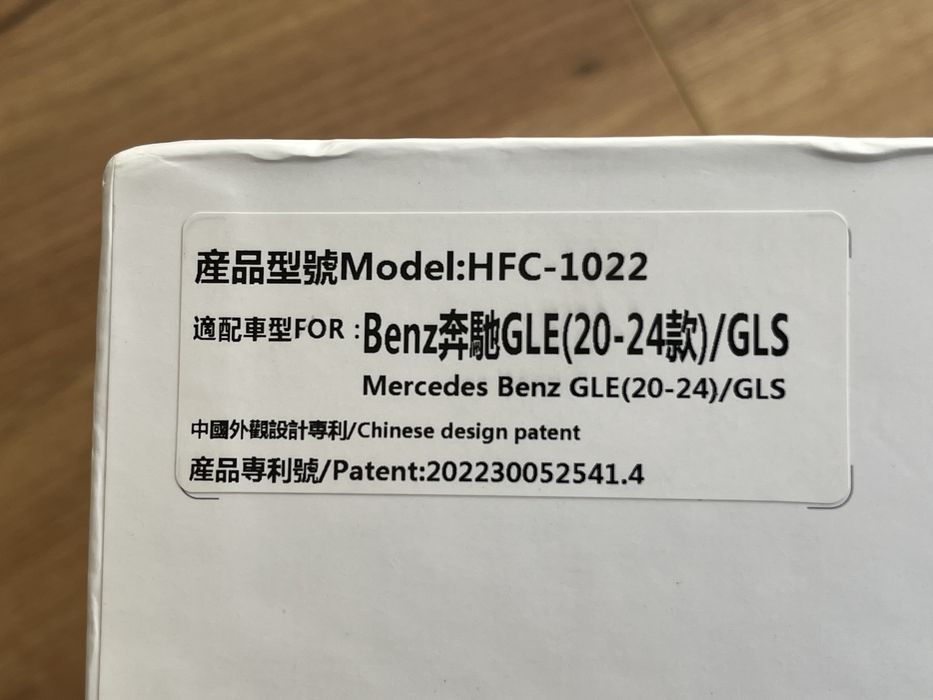 産品型號Model:HFC-1022
適配車型FOR：Benz奔馳GLE(20-24款)/GLS
Mercedes Benz GLE(20-24)/GLS
中國外觀設計專利/Chinese design patent
産品專利號/Patent:202230052541.4